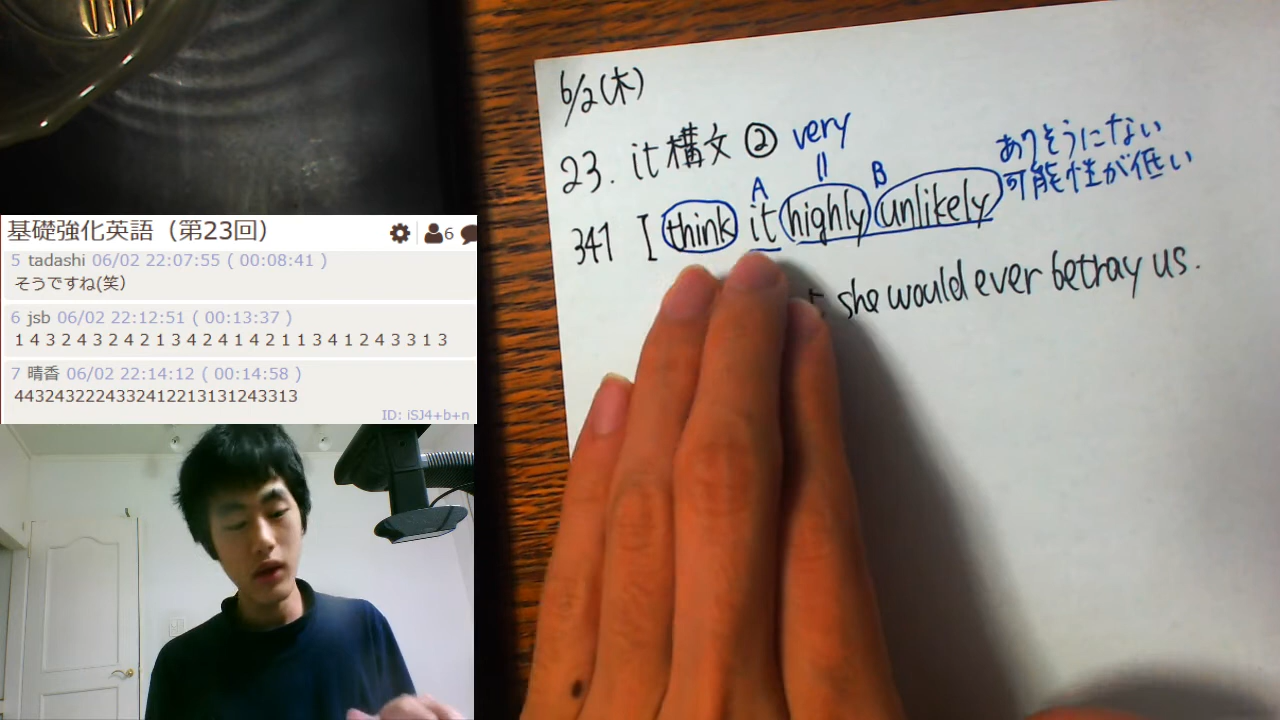 基礎強化英語（第23回）
6
5 tadashi 06/02 22:07:55 ( 00:08:41 )
そうですね(笑)
6 jsb 06/02 22:12:51 ( 00:13:37 )
1 4 3 2 4 3 2 4 2 1 3 4 2 4 1 4 2 1 1 3 4 1 2 4 3 3 1 3
7 晴香 06/02 22:14:12 ( 00:14:58 )
4432432224332412213131243313
ID: iSJ4+b+n
6/2(木)
23. it構文②
very
=
A
B
ありそうにない
可能性が低い
347 I think it highly unlikely
she would ever betray us.